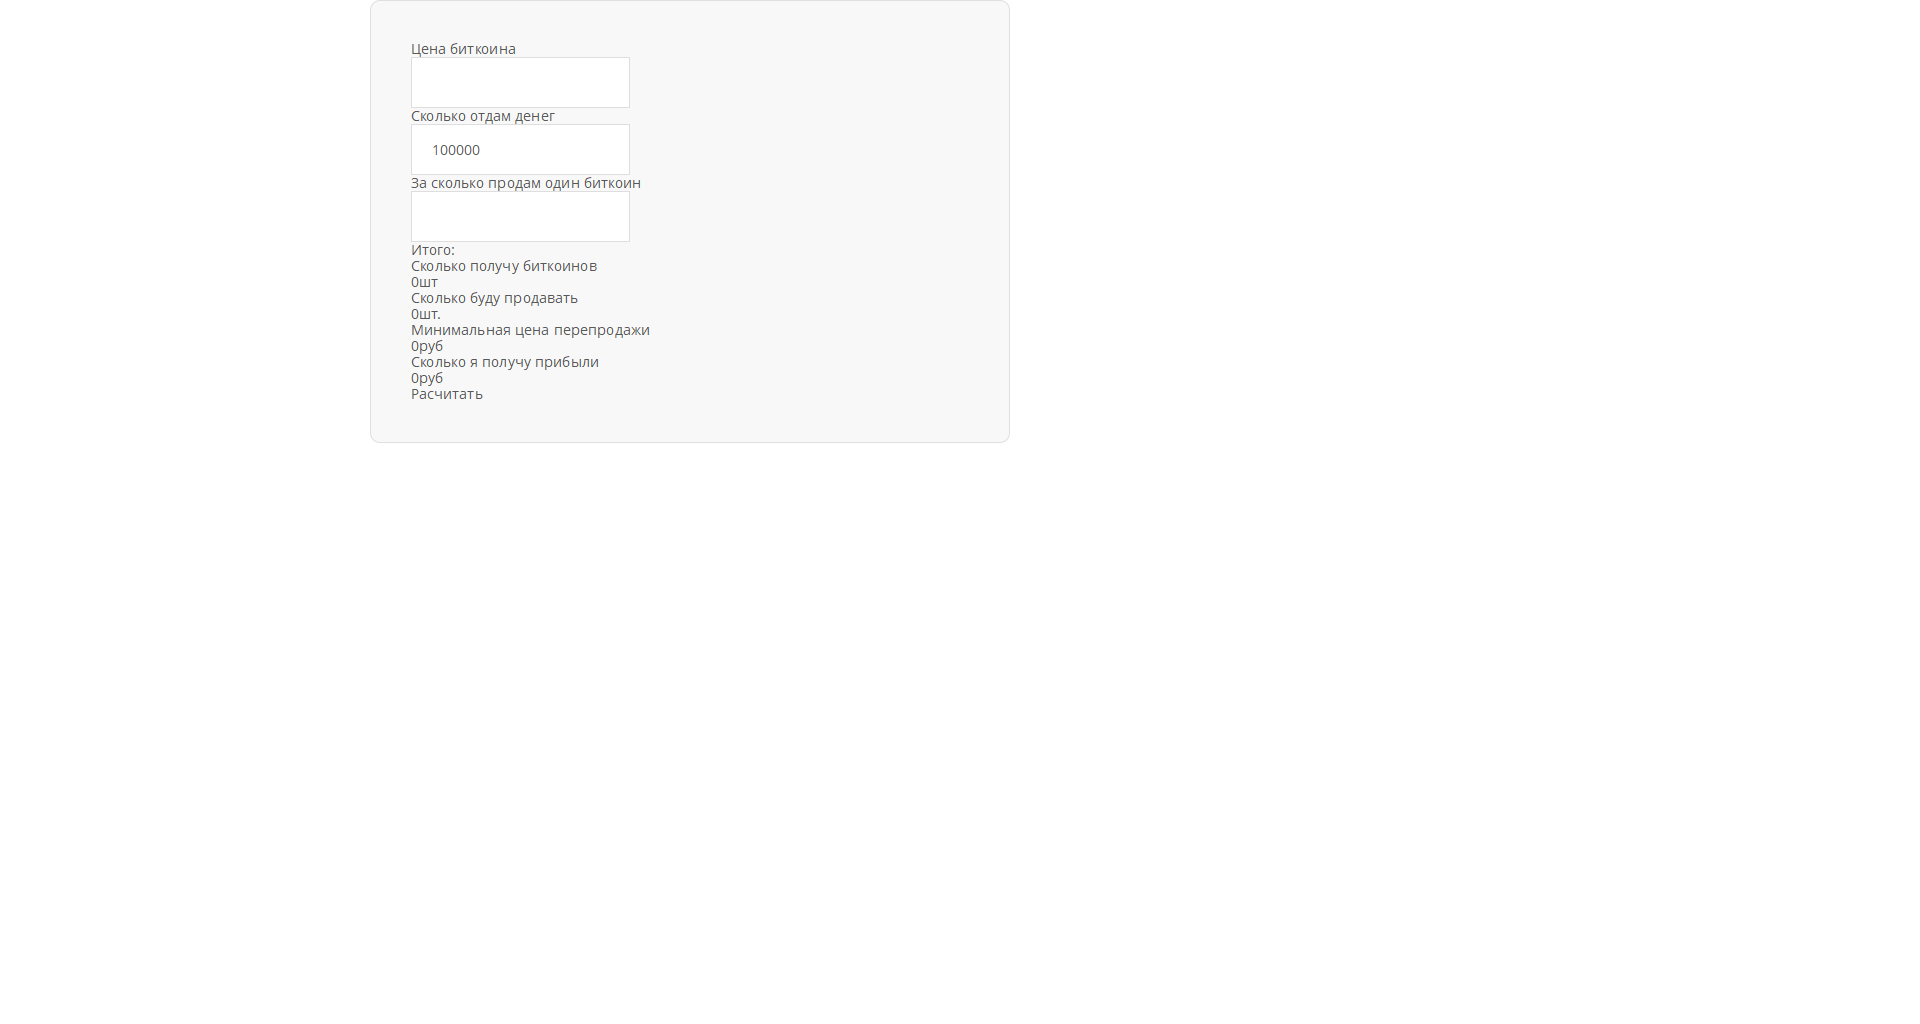 Цена биткоина
Сколько отдам денег
100000
За сколько продам один биткоин
Итого:
Сколько получу биткоинов
0шт
Сколько буду продавать
0шт.
Минимальная цена перепродажи
0руб
Сколько я получу прибыли
0руб
Расчитать